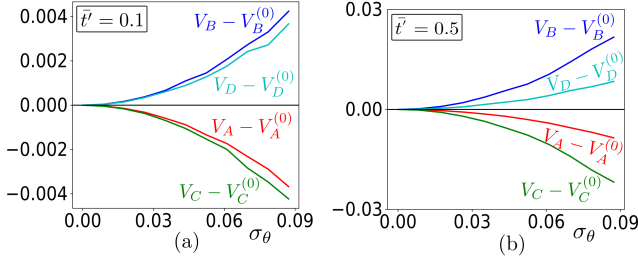 t̄′ = 0.1
0.004
0.002
0.000
−0.002
−0.004
V_B − V_B^(0)
V_D − V_D^(0)
V_A − V_A^(0)
V_C − V_C^(0)
0.00 0.03 0.06 0.09
σ_θ
(a)
t̄′ = 0.5
0.03
0.00
−0.03
V_B − V_B^(0)
V_D − V_D^(0)
V_A − V_A^(0)
V_C − V_C^(0)
0.00 0.03 0.06 0.09
σ_θ
(b)